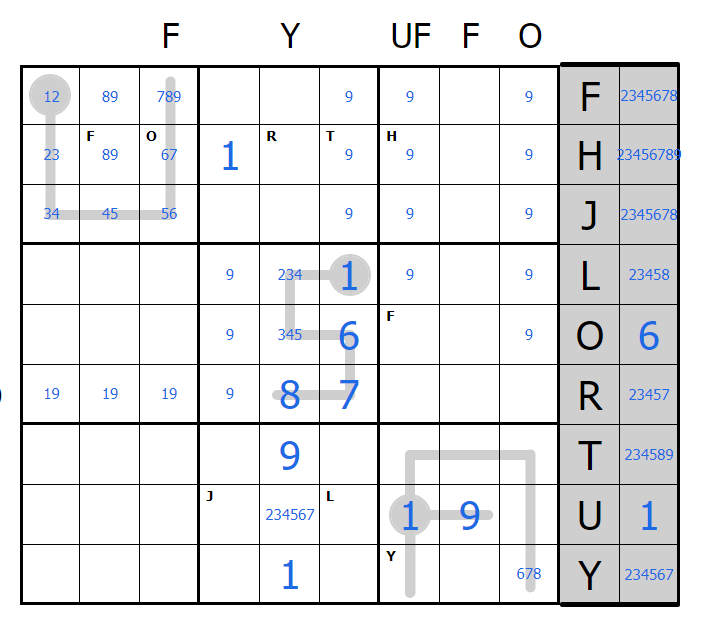 F Y UF F O
12 89 789 9 9 9 F 2345678
23 F 89 O 67 1 R T 9 H 9 9 H 23456789
34 45 56 9 9 9 J 2345678
9 234 1 9 9 L 23458
9 345 6 F 9 O 6
19 19 19 9 8 7 R 23457
9 T 234589
J 234567 L 1 9 U 1
1 Y 678 Y 234567